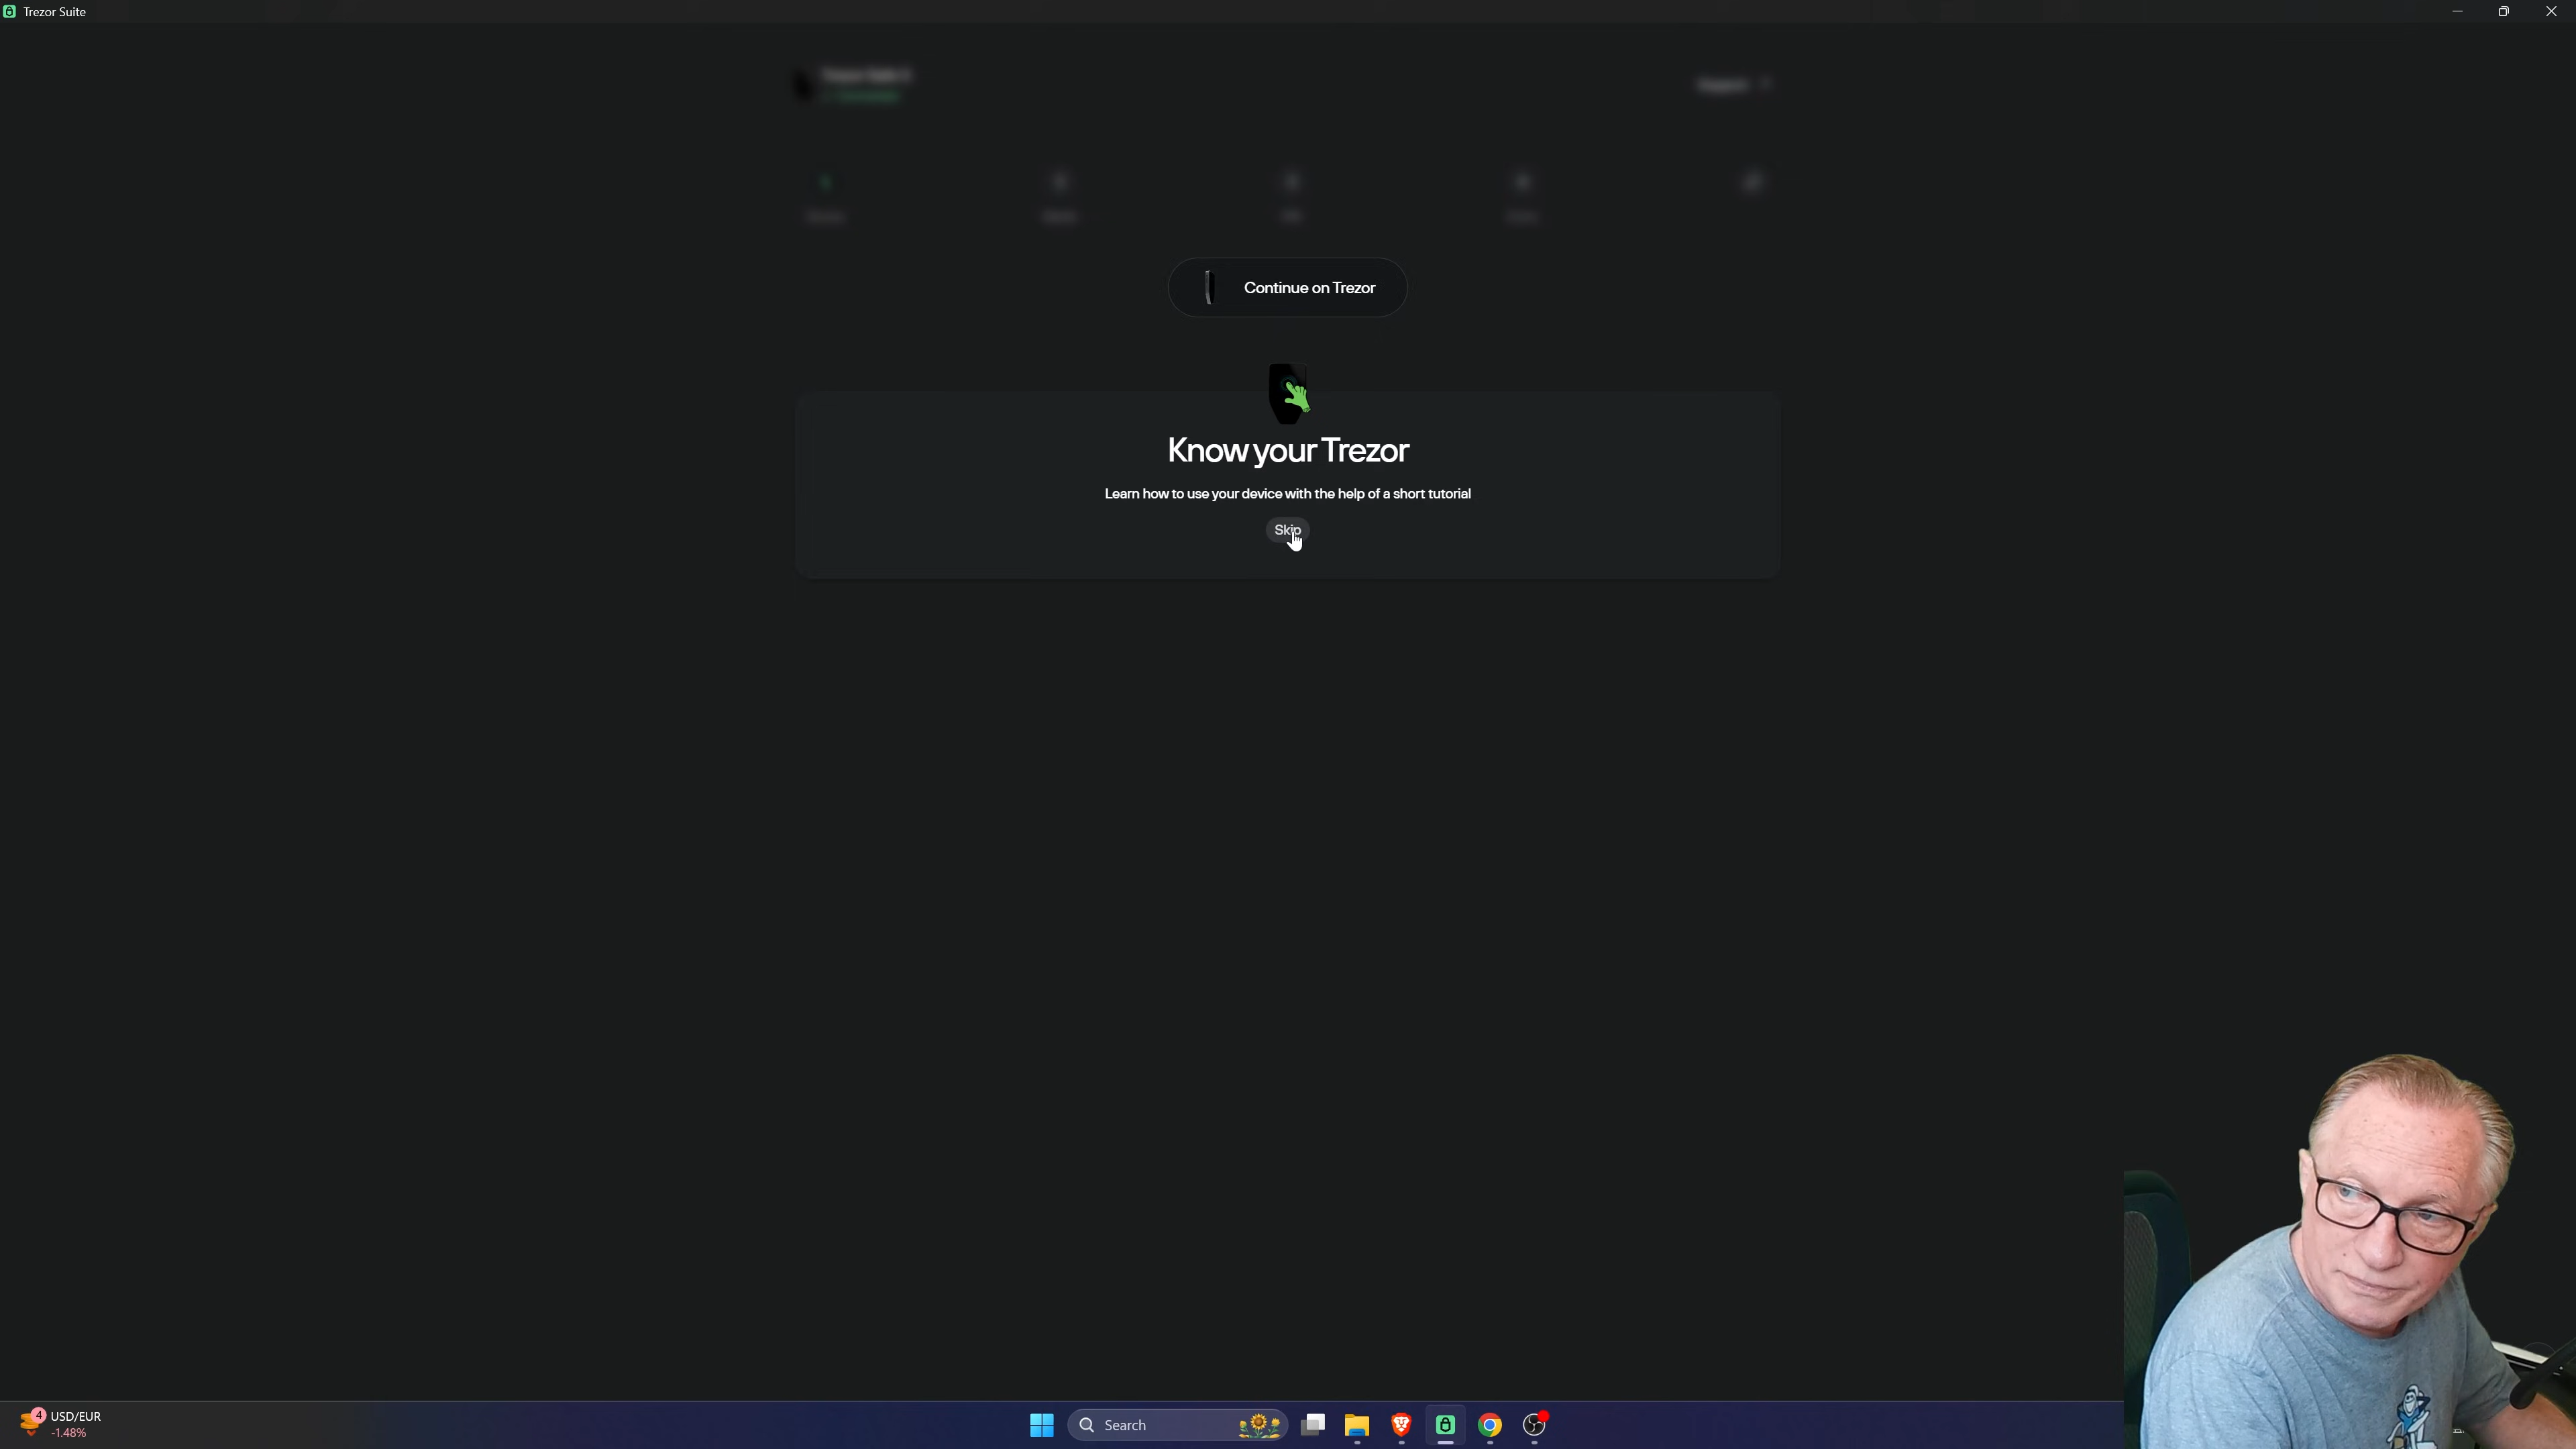 Trezor Suite
Continue on Trezor
Know your Trezor
Learn how to use your device with the help of a short tutorial
Skip
4
USD/EUR
-1.48%
Search